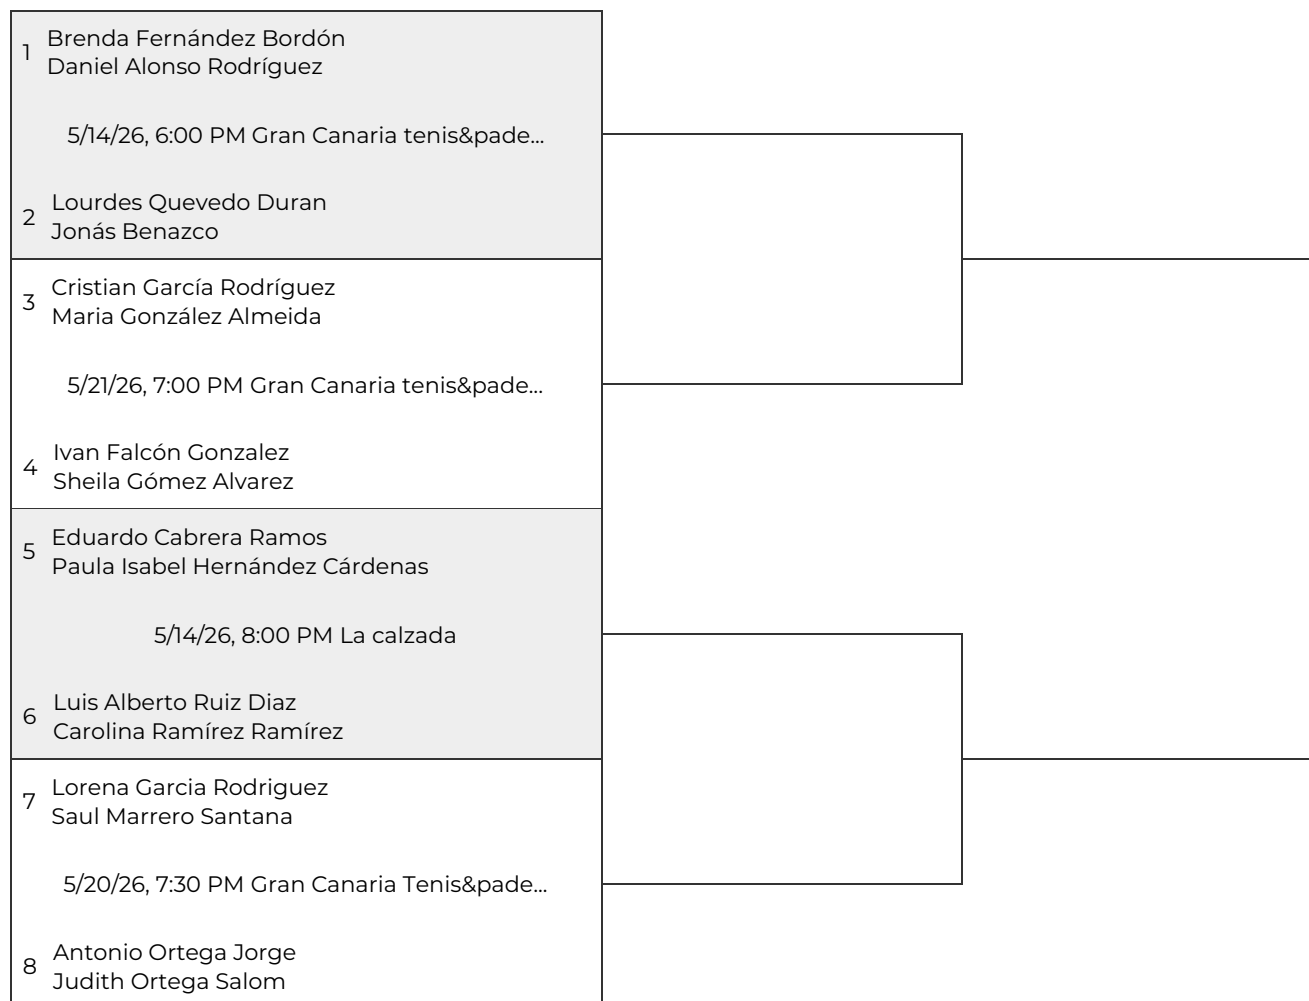 1
Brenda Fernández Bordón
Daniel Alonso Rodríguez
5/14/26, 6:00 PM Gran Canaria tenis&pade...
2
Lourdes Quevedo Duran
Jonás Benazco
3
Cristian García Rodríguez
Maria González Almeida
5/21/26, 7:00 PM Gran Canaria tenis&pade...
4
Ivan Falcón Gonzalez
Sheila Gómez Alvarez
5
Eduardo Cabrera Ramos
Paula Isabel Hernández Cárdenas
5/14/26, 8:00 PM La calzada
6
Luis Alberto Ruiz Diaz
Carolina Ramírez Ramírez
7
Lorena Garcia Rodriguez
Saul Marrero Santana
5/20/26, 7:30 PM Gran Canaria Tenis&pade...
8
Antonio Ortega Jorge
Judith Ortega Salom